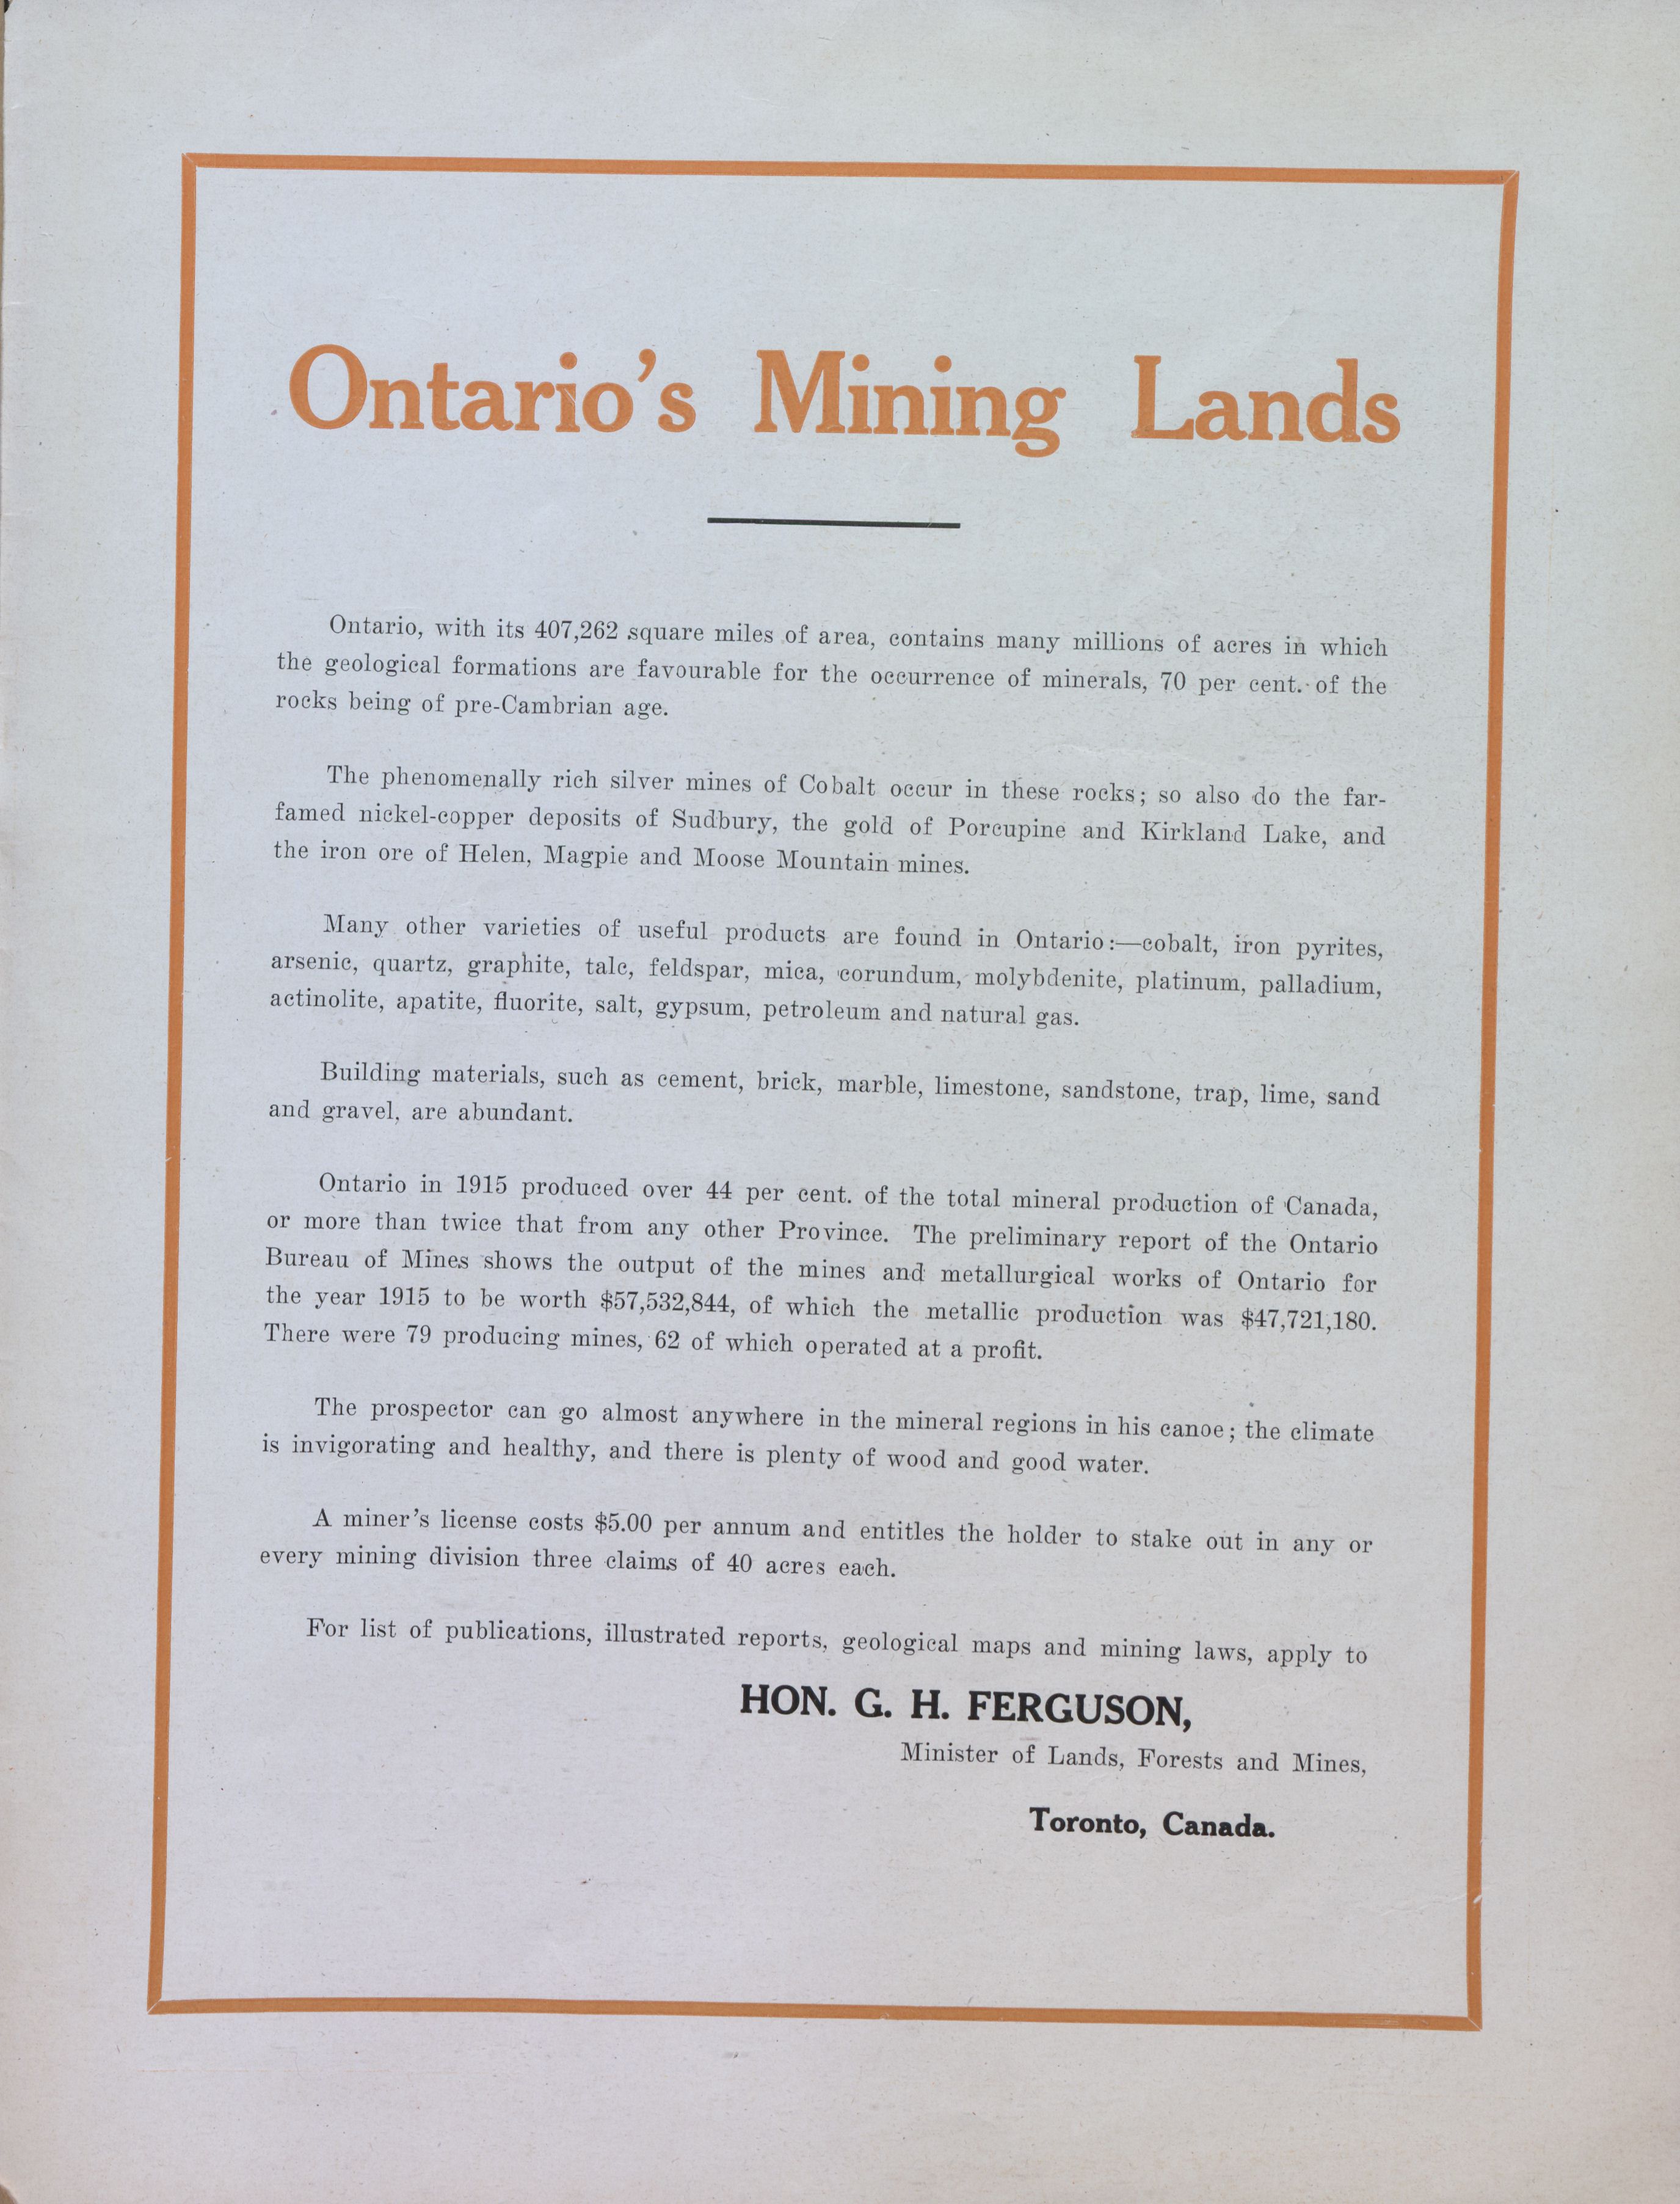 Ontario's Mining Lands
Ontario, with its 407,262 square miles of area, contains many millions of acres in which
the geological formations are favourable for the occurrence of minerals, 70 per cent. of the
rocks being of pre-Cambrian age.
The phenomenally rich silver mines of Cobalt occur in these rocks; so also do the far-
famed nickel-copper deposits of Sudbury, the gold of Porcupine and Kirkland Lake, and
the iron ore of Helen, Magpie and Moose Mountain mines.
Many other varieties of useful products are found in Ontario:—cobalt, iron pyrites,
arsenic, quartz, graphite, talc, feldspar, mica, corundum, molybdenite, platinum, palladium,
actinolite, apatite, fluorite, salt, gypsum, petroleum and natural gas.
Building materials, such as cement, brick, marble, limestone, sandstone, trap, lime, sand
and gravel, are abundant.
Ontario in 1915 produced over 44 per cent. of the total mineral production of Canada,
or more than twice that from any other Province. The preliminary report of the Ontario
Bureau of Mines shows the output of the mines and metallurgical works of Ontario for
the year 1915 to be worth $57,532,844, of which the metallic production was $47,721,180.
There were 79 producing mines, 62 of which operated at a profit.
The prospector can go almost anywhere in the mineral regions in his canoe; the climate
is invigorating and healthy, and there is plenty of wood and good water.
A miner's license costs $5.00 per annum and entitles the holder to stake out in any or
every mining division three claims of 40 acres each.
For list of publications, illustrated reports, geological maps and mining laws, apply to
HON. G. H. FERGUSON,
Minister of Lands, Forests and Mines,
Toronto, Canada.